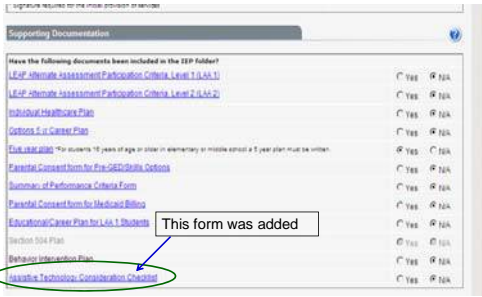 Signature required for the initial provision of services
Supporting Documentation
Have the following documents been included in the IEP folder?
LEAP Alternate Assessment Participation Criteria, Level 1 (LAA 1) Yes N/A
LEAP Alternate Assessment Participation Criteria, Level 2 (LAA 2) Yes N/A
Individual Healthcare Plan Yes N/A
Options 5 or Career Plan Yes N/A
Five year plan *For students 16 years of age or older in elementary or middle school a 5 year plan must be written. Yes N/A
Parental Consent form for Pre-GED/Skills Options Yes N/A
Summary of Performance Criteria Form Yes N/A
Parental Consent form for Medicaid Billing Yes N/A
Educational/Career Plan for LAA 1 Students Yes N/A
This form was added
Section 504 Plan Yes N/A
Behavior Intervention Plan Yes N/A
Assistive Technology Consideration Checklist Yes N/A